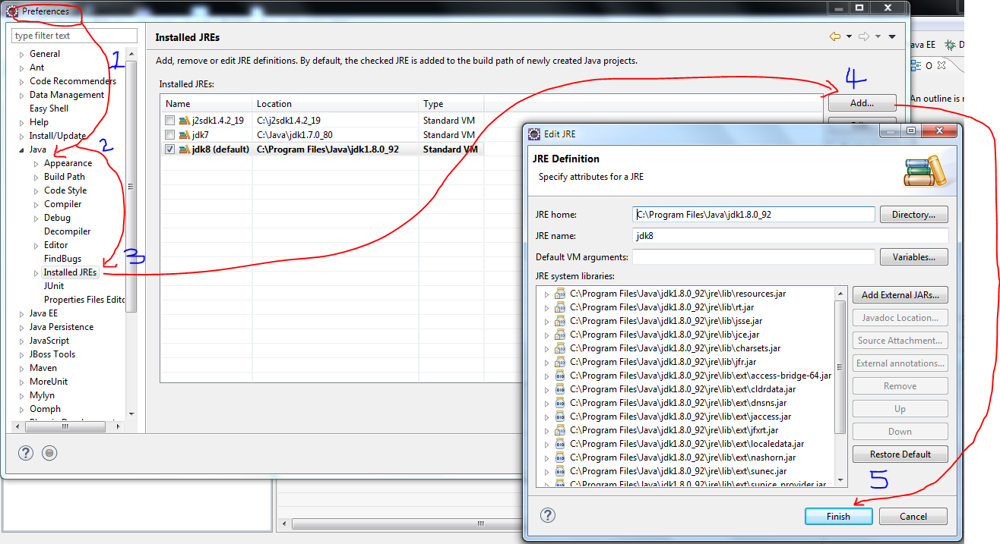 Preferences
type filter text
General
Ant
Code Recommenders
Data Management
Easy Shell
Help
Install/Update
Java
Appearance
Build Path
Code Style
Compiler
Debug
Decompiler
Editor
FindBugs
Installed JREs
JUnit
Properties Files Edito
Java EE
Java Persistence
JavaScript
JBoss Tools
Maven
MoreUnit
Mylyn
Oomph
1
2
3
Installed JREs
Add, remove or edit JRE definitions. By default, the checked JRE is added to the build path of newly created Java projects.
Installed JREs:
Name Location Type
j2sdk1.4.2_19 C:\j2sdk1.4.2_19 Standard VM
jdk7 C:\Java\jdk1.7.0_80 Standard VM
jdk8 (default) C:\Program Files\Java\jdk1.8.0_92 Standard VM
4
Add...
ava EE D
O
An outline is n
Edit JRE
JRE Definition
Specify attributes for a JRE
JRE home: C:\Program Files\Java\jdk1.8.0_92 Directory...
JRE name: jdk8
Default VM arguments: Variables...
JRE system libraries:
C:\Program Files\Java\jdk1.8.0_92\jre\lib\resources.jar
C:\Program Files\Java\jdk1.8.0_92\jre\lib\rt.jar
C:\Program Files\Java\jdk1.8.0_92\jre\lib\jsse.jar
C:\Program Files\Java\jdk1.8.0_92\jre\lib\jce.jar
C:\Program Files\Java\jdk1.8.0_92\jre\lib\charsets.jar
C:\Program Files\Java\jdk1.8.0_92\jre\lib\jfr.jar
C:\Program Files\Java\jdk1.8.0_92\jre\lib\ext\access-bridge-64.jar
C:\Program Files\Java\jdk1.8.0_92\jre\lib\ext\cldrdata.jar
C:\Program Files\Java\jdk1.8.0_92\jre\lib\ext\dnsns.jar
C:\Program Files\Java\jdk1.8.0_92\jre\lib\ext\jaccess.jar
C:\Program Files\Java\jdk1.8.0_92\jre\lib\ext\jfxrt.jar
C:\Program Files\Java\jdk1.8.0_92\jre\lib\ext\localedata.jar
C:\Program Files\Java\jdk1.8.0_92\jre\lib\ext\nashorn.jar
C:\Program Files\Java\jdk1.8.0_92\jre\lib\ext\sunec.jar
C:\Program Files\Java\jdk1.8.0_92\jre\lib\ext\sunjce_provider.jar
Add External JARs...
Javadoc Location...
Source Attachment...
External annotations...
Remove
Up
Down
Restore Default
5
Finish Cancel